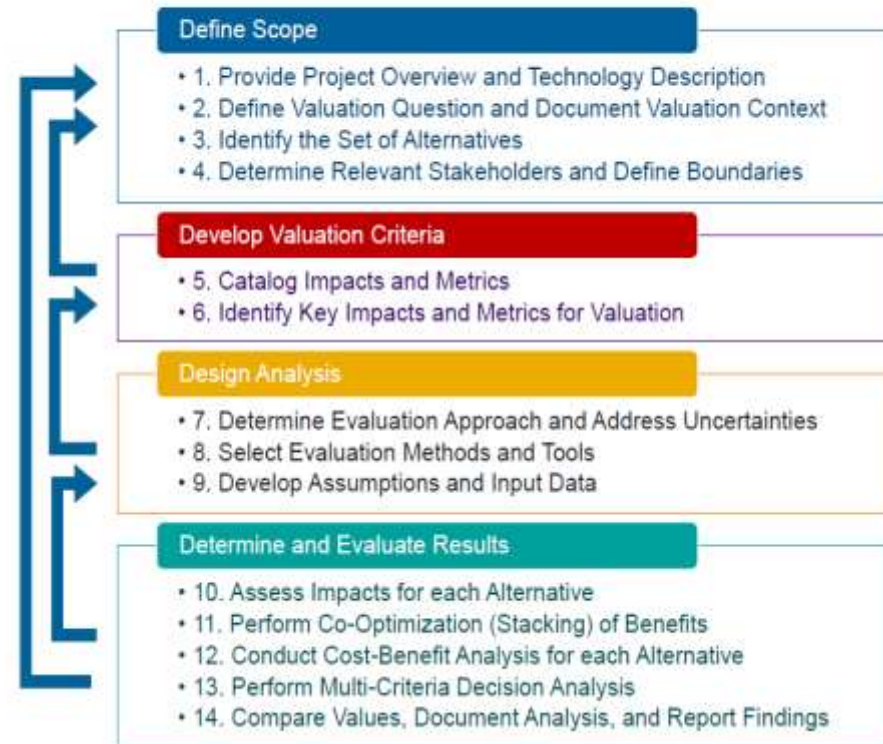 Define Scope
• 1. Provide Project Overview and Technology Description
• 2. Define Valuation Question and Document Valuation Context
• 3. Identify the Set of Alternatives
• 4. Determine Relevant Stakeholders and Define Boundaries
Develop Valuation Criteria
• 5. Catalog Impacts and Metrics
• 6. Identify Key Impacts and Metrics for Valuation
Design Analysis
• 7. Determine Evaluation Approach and Address Uncertainties
• 8. Select Evaluation Methods and Tools
• 9. Develop Assumptions and Input Data
Determine and Evaluate Results
• 10. Assess Impacts for each Alternative
• 11. Perform Co-Optimization (Stacking) of Benefits
• 12. Conduct Cost-Benefit Analysis for each Alternative
• 13. Perform Multi-Criteria Decision Analysis
• 14. Compare Values, Document Analysis, and Report Findings